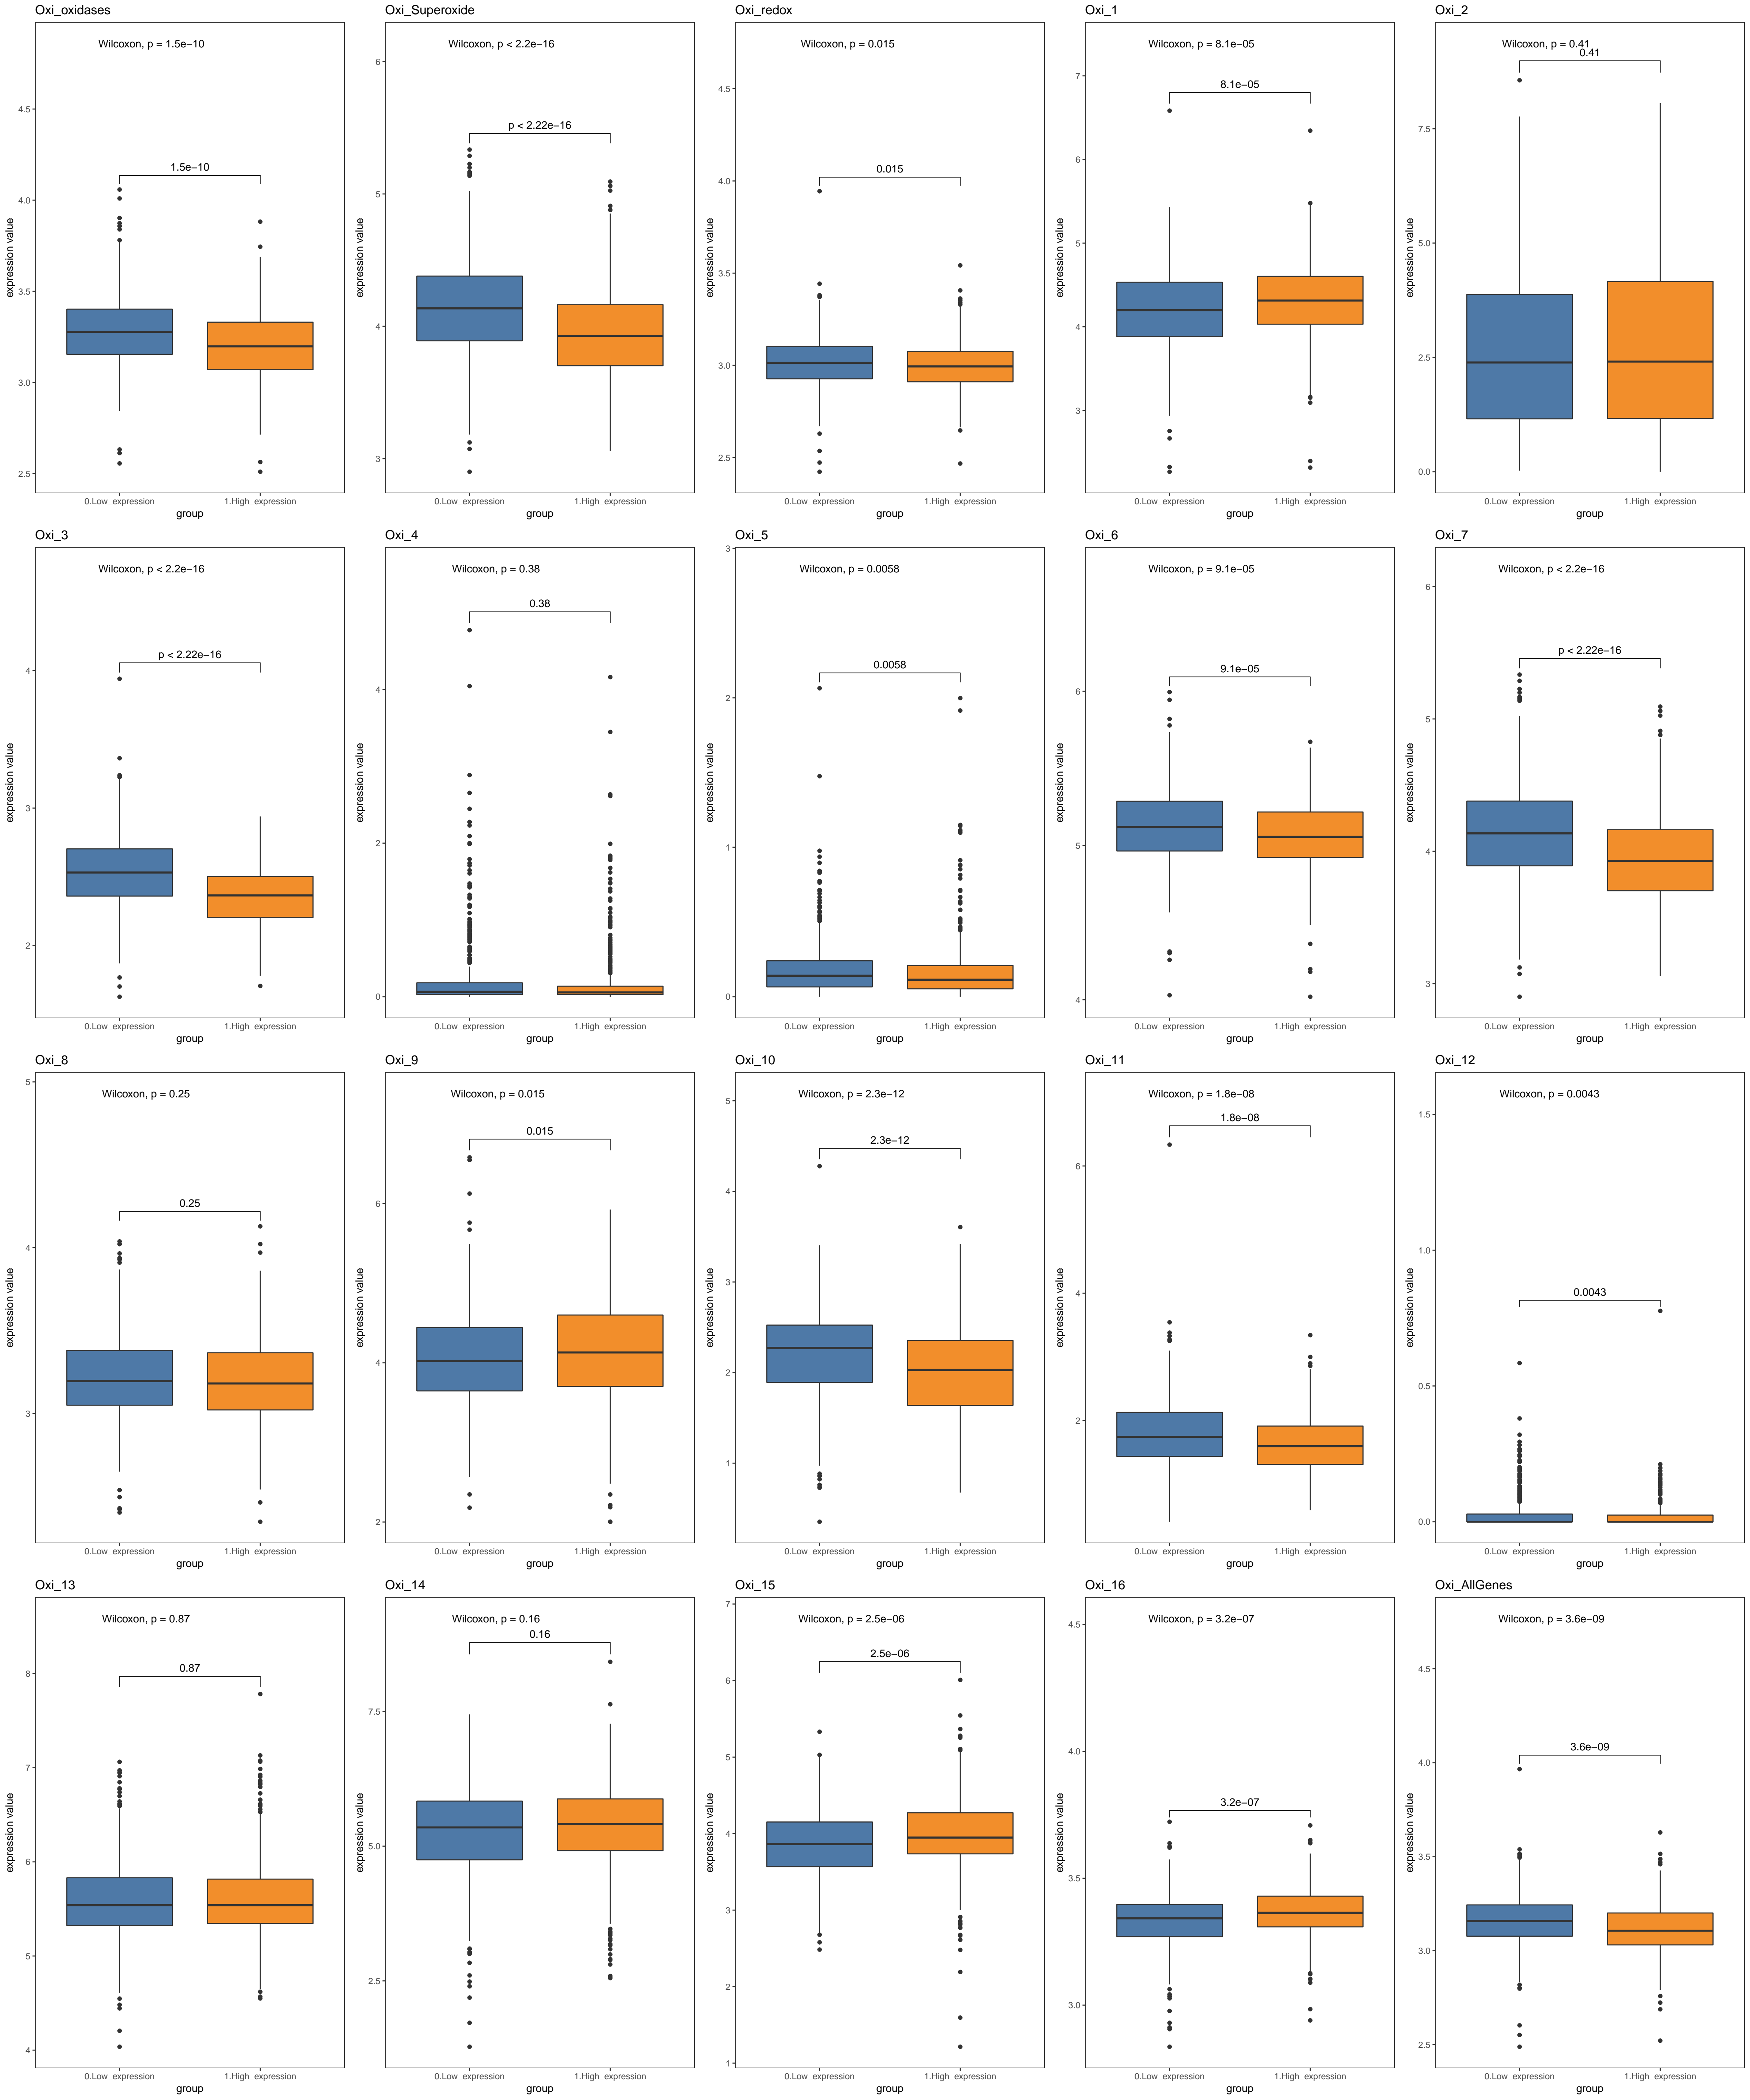 Oxi_oxidases
Wilcoxon, p = 1.5e−10
1.5e−10
4.5
4.0
3.5
3.0
2.5
expression value
0.Low_expression
1.High_expression
group
Oxi_Superoxide
Wilcoxon, p < 2.2e−16
p < 2.22e−16
6
5
4
3
expression value
0.Low_expression
1.High_expression
group
Oxi_redox
Wilcoxon, p = 0.015
0.015
4.5
4.0
3.5
3.0
2.5
expression value
0.Low_expression
1.High_expression
group
Oxi_1
Wilcoxon, p = 8.1e−05
8.1e−05
7
6
5
4
3
expression value
0.Low_expression
1.High_expression
group
Oxi_2
Wilcoxon, p = 0.41
0.41
7.5
5.0
2.5
0.0
expression value
0.Low_expression
1.High_expression
group
Oxi_3
Wilcoxon, p < 2.2e−16
p < 2.22e−16
4
3
2
expression value
0.Low_expression
1.High_expression
group
Oxi_4
Wilcoxon, p = 0.38
0.38
4
2
0
expression value
0.Low_expression
1.High_expression
group
Oxi_5
Wilcoxon, p = 0.0058
0.0058
3
2
1
0
expression value
0.Low_expression
1.High_expression
group
Oxi_6
Wilcoxon, p = 9.1e−05
9.1e−05
6
5
4
expression value
0.Low_expression
1.High_expression
group
Oxi_7
Wilcoxon, p < 2.2e−16
p < 2.22e−16
6
5
4
3
expression value
0.Low_expression
1.High_expression
group
Oxi_8
Wilcoxon, p = 0.25
0.25
5
4
3
expression value
0.Low_expression
1.High_expression
group
Oxi_9
Wilcoxon, p = 0.015
0.015
6
4
2
expression value
0.Low_expression
1.High_expression
group
Oxi_10
Wilcoxon, p = 2.3e−12
2.3e−12
5
4
3
2
1
expression value
0.Low_expression
1.High_expression
group
Oxi_11
Wilcoxon, p = 1.8e−08
1.8e−08
6
4
2
expression value
0.Low_expression
1.High_expression
group
Oxi_12
Wilcoxon, p = 0.0043
0.0043
1.5
1.0
0.5
0.0
expression value
0.Low_expression
1.High_expression
group
Oxi_13
Wilcoxon, p = 0.87
0.87
8
7
6
5
4
expression value
0.Low_expression
1.High_expression
group
Oxi_14
Wilcoxon, p = 0.16
0.16
7.5
5.0
2.5
expression value
0.Low_expression
1.High_expression
group
Oxi_15
Wilcoxon, p = 2.5e−06
2.5e−06
7
6
5
4
3
2
1
expression value
0.Low_expression
1.High_expression
group
Oxi_16
Wilcoxon, p = 3.2e−07
3.2e−07
4.5
4.0
3.5
3.0
expression value
0.Low_expression
1.High_expression
group
Oxi_AllGenes
Wilcoxon, p = 3.6e−09
3.6e−09
4.5
4.0
3.5
3.0
2.5
expression value
0.Low_expression
1.High_expression
group